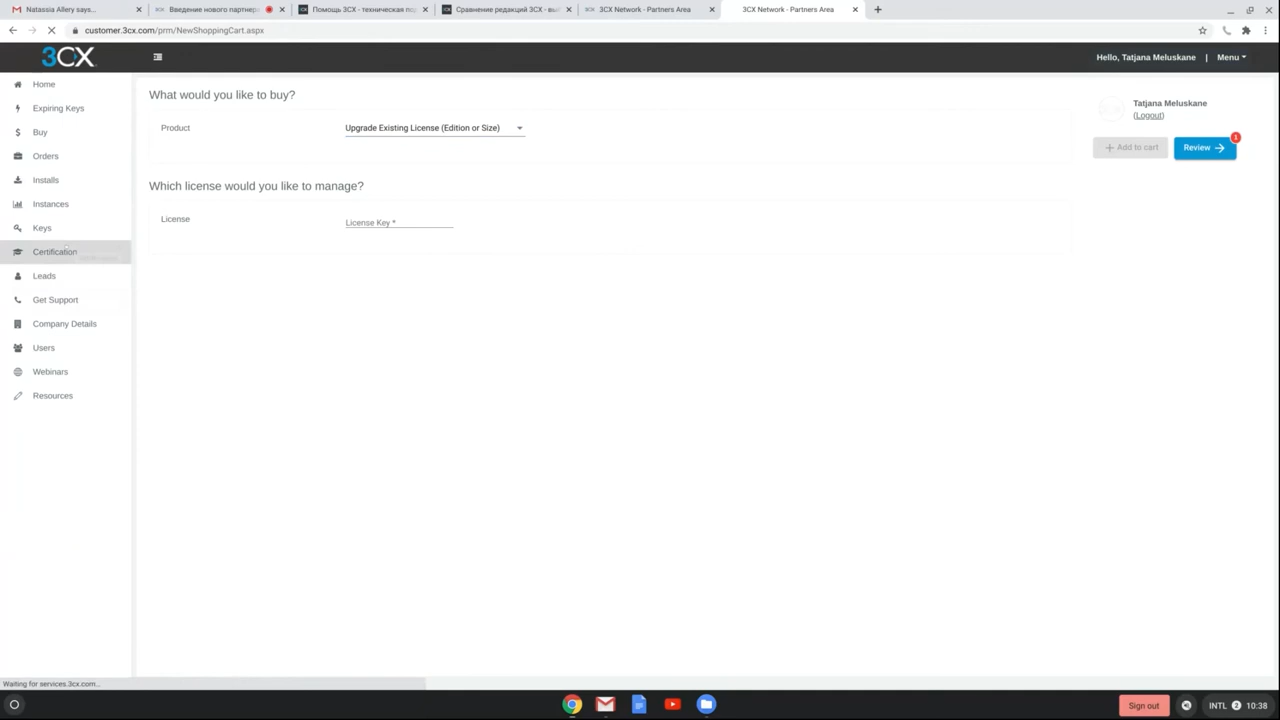 Natassia Allery says...
Введение нового партнера
Помощь 3CX - техническая по
Сравнение редакций 3CX - вы
3CX Network - Partners Area
3CX Network - Partners Area
customer.3cx.com/prm/NewShoppingCart.aspx
3CX
Hello, Tatjana Meluskane | Menu
Home
Expiring Keys
Buy
Orders
Installs
Instances
Keys
Certification
Leads
Get Support
Company Details
Users
Webinars
Resources
What would you like to buy?
Product
Upgrade Existing License (Edition or Size)
Which license would you like to manage?
License
License Key *
Tatjana Meluskane
(Logout)
+ Add to cart
Review
1
Waiting for services.3cx.com...
Sign out
INTL 2 10:38